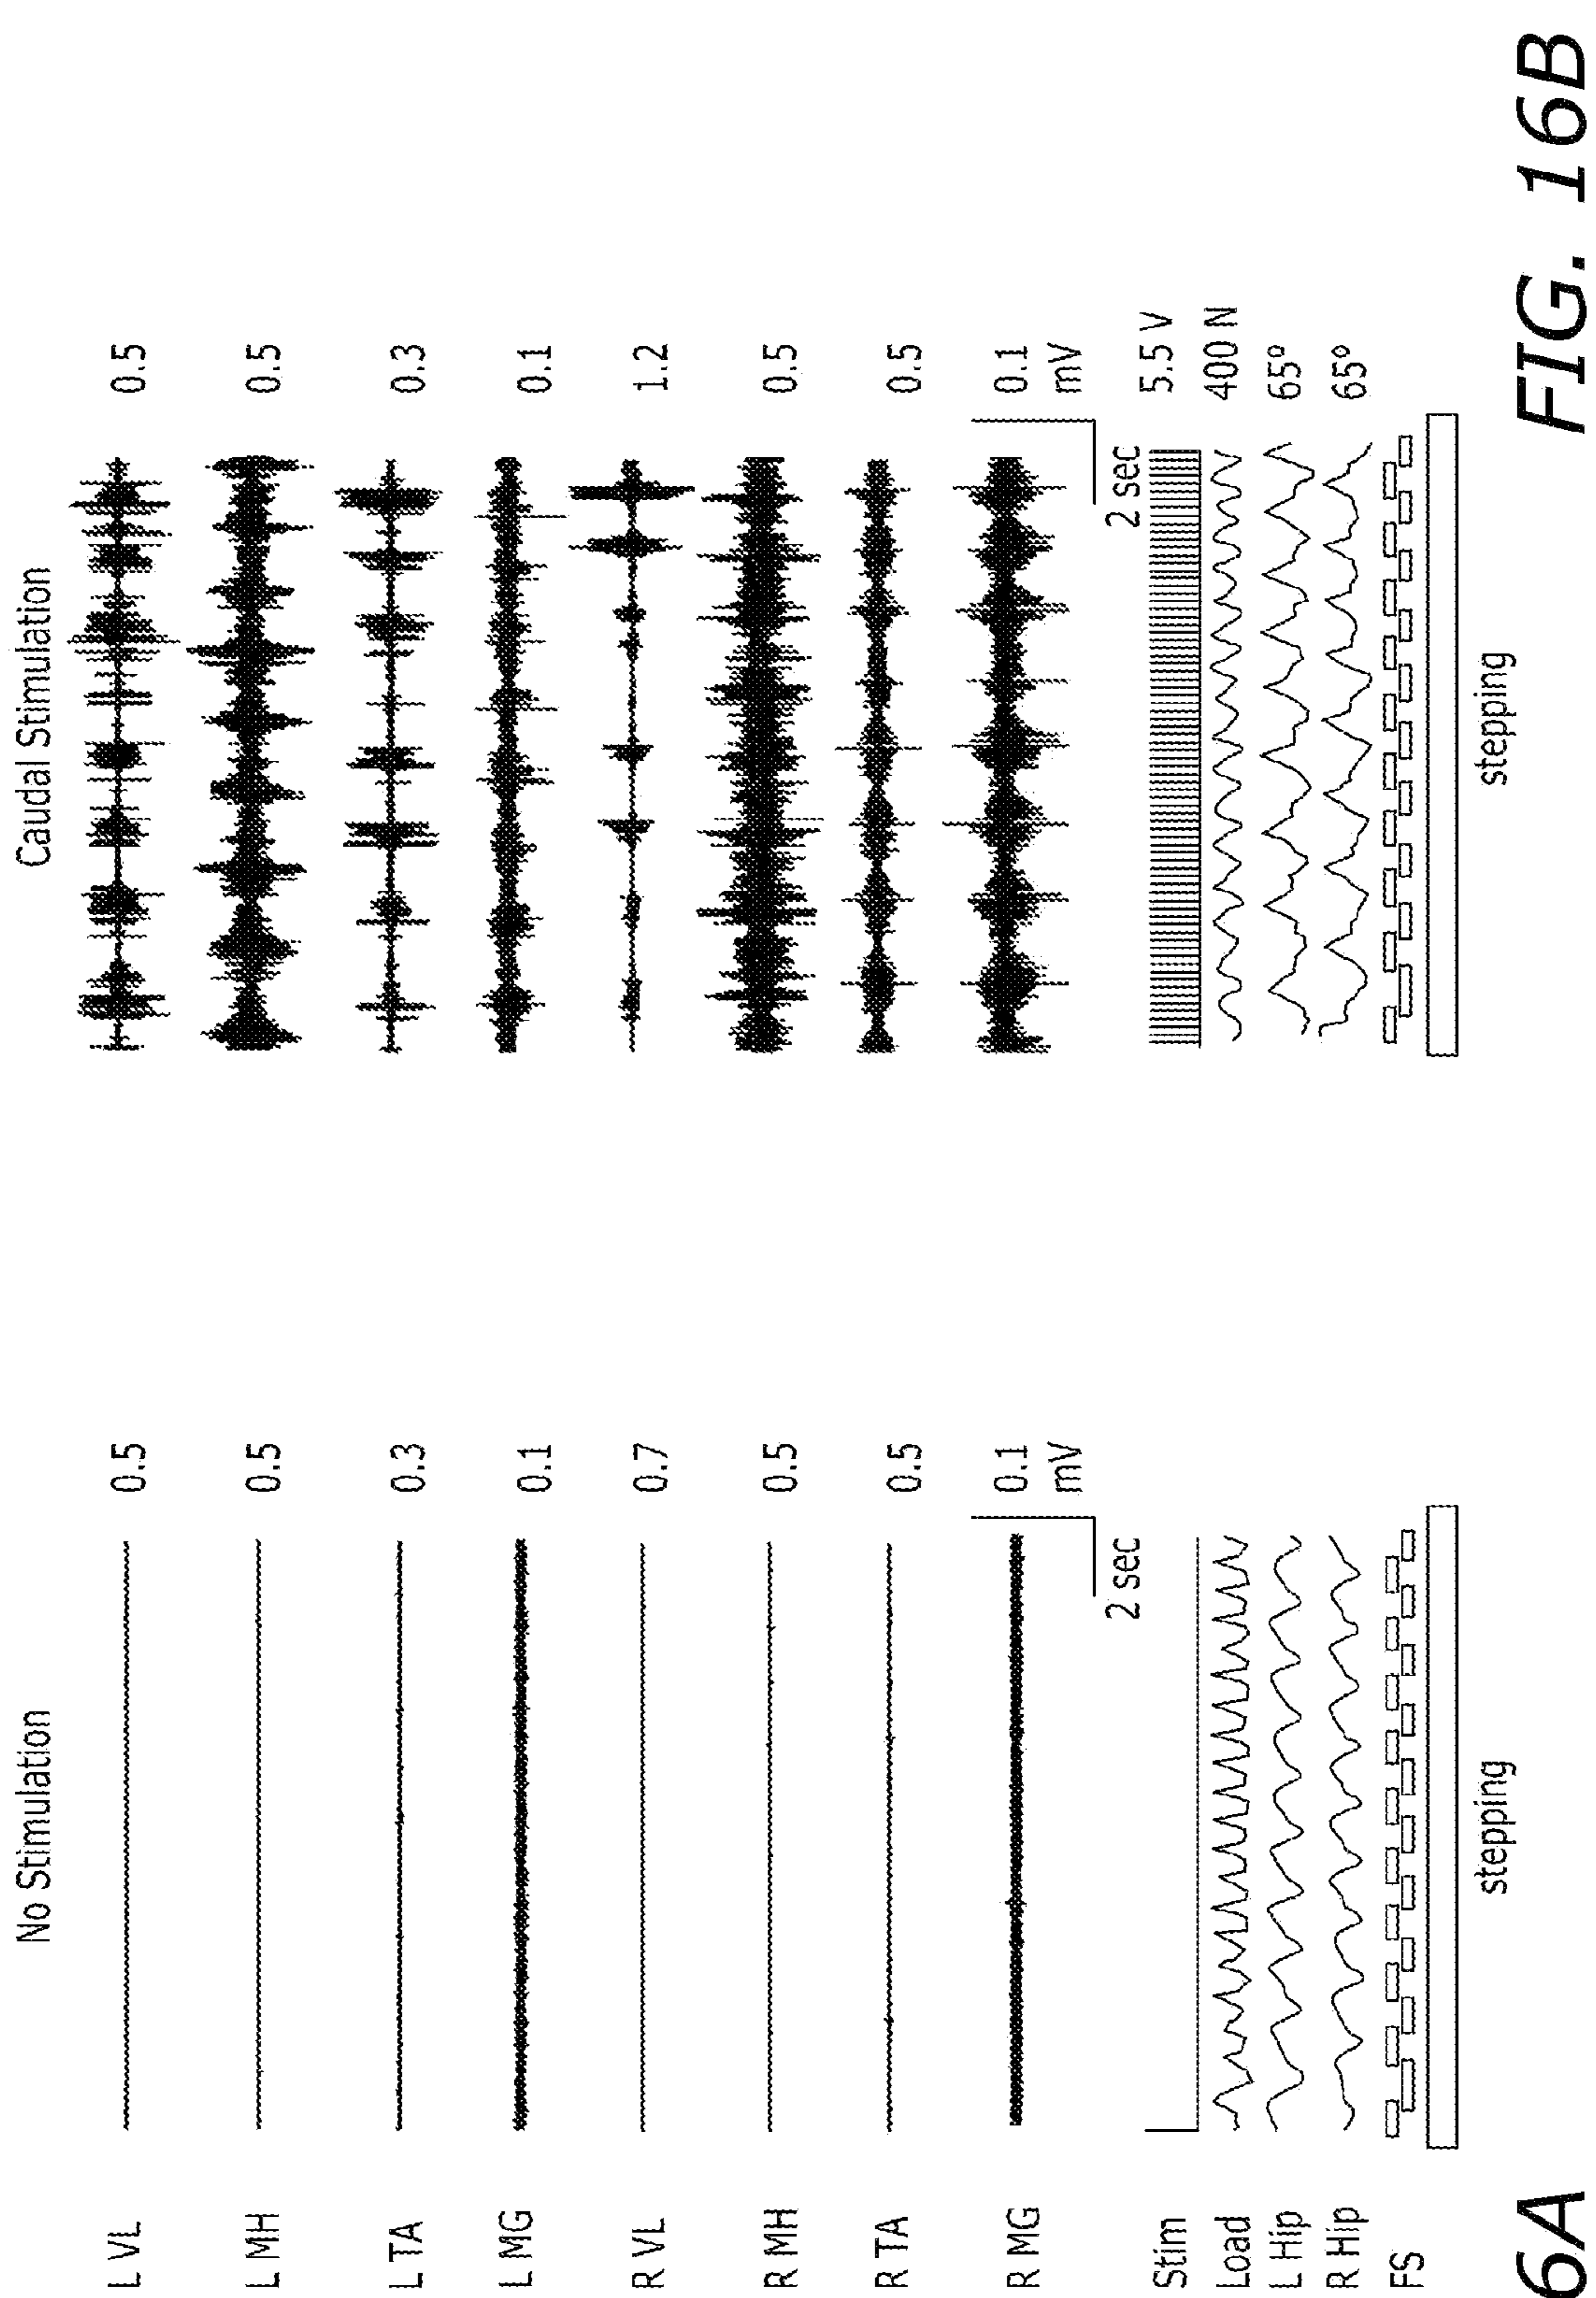 No Stimulation
Caudal Stimulation
L VL 0.5 0.5
L MH 0.5 0.5
L TA 0.3 0.3
L MG 0.1 0.1
R VL 0.7 1.2
R MH 0.5 0.5
R TA 0.5 0.5
R MG 0.1 0.1
mV mV
2 sec 2 sec
Stim 5.5 V
Load 400 N
L Hip 65º
R Hip 65º
FS
stepping stepping
6A FIG. 16B